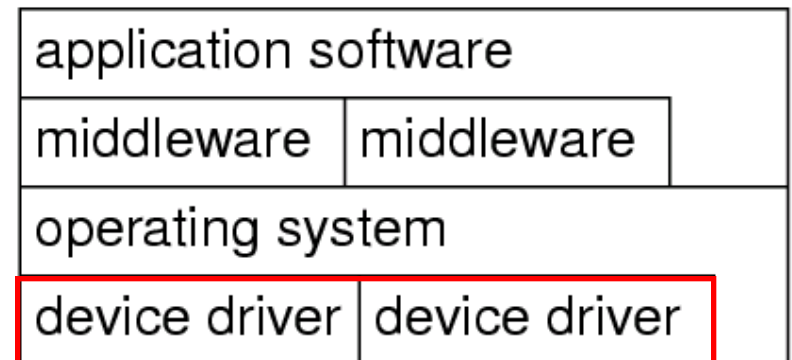 application software
middleware middleware
operating system
device driver device driver